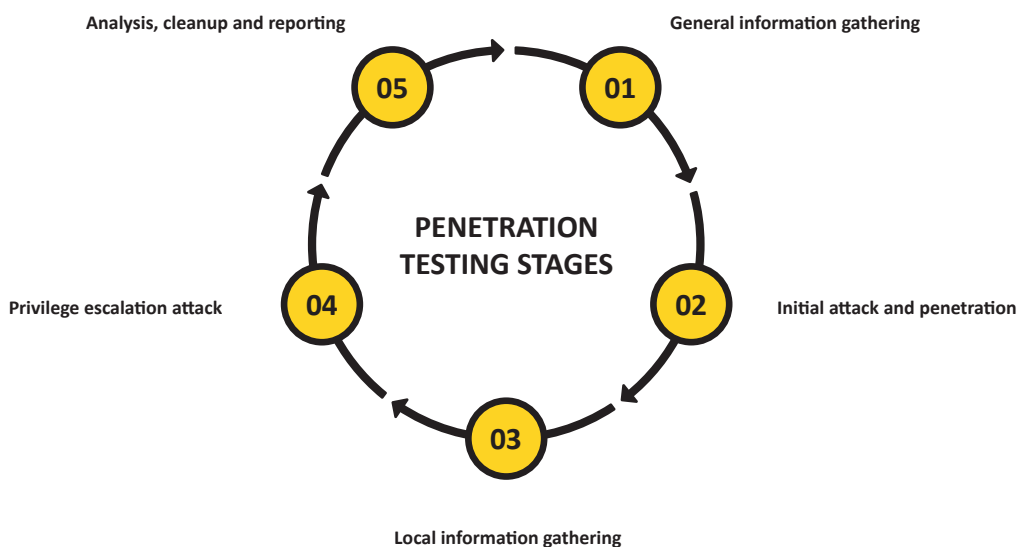 Analysis, cleanup and reporting
General information gathering
05
01
PENETRATION
TESTING STAGES
Privilege escalation attack
04
02
Initial attack and penetration
03
Local information gathering